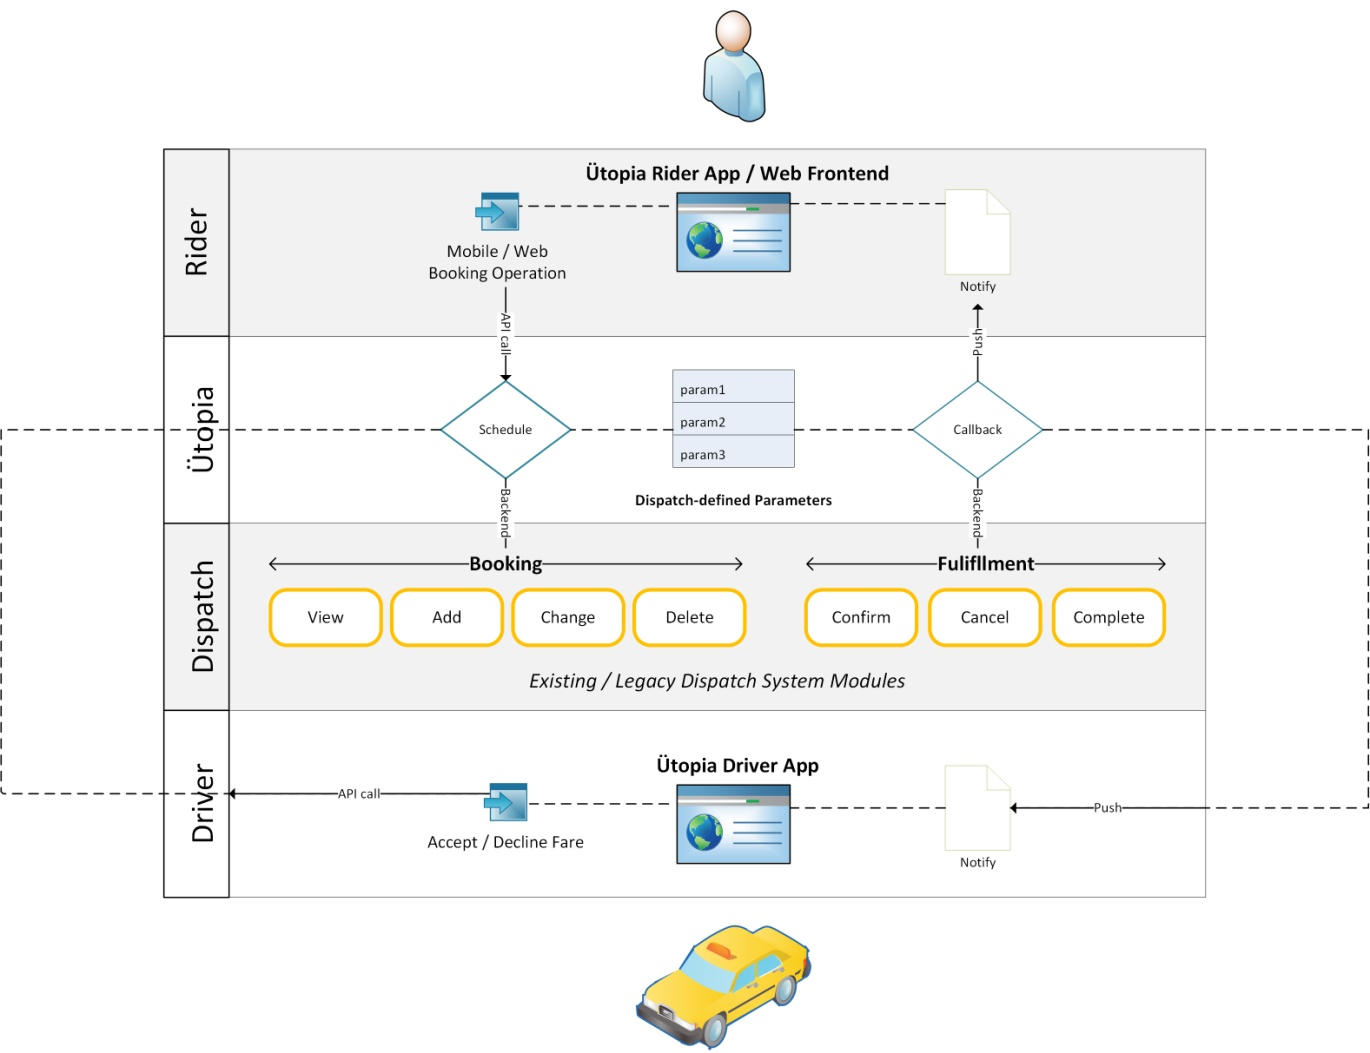 Rider
Ütopia Rider App / Web Frontend
Mobile / Web
Booking Operation
Notify
API call
Push
Ütopia
Schedule
param1
param2
param3
Callback
Dispatch-defined Parameters
Backend
Backend
Dispatch
Booking
Fulifllment
View
Add
Change
Delete
Confirm
Cancel
Complete
Existing / Legacy Dispatch System Modules
Driver
Ütopia Driver App
API call
Push
Accept / Decline Fare
Notify